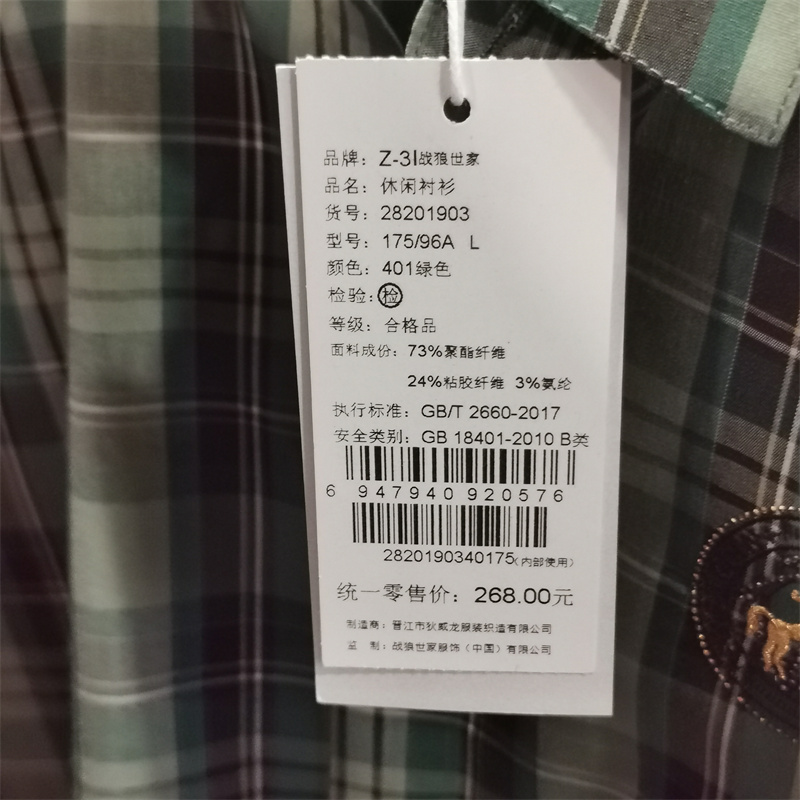 品牌：Z-3I战狼世家
品名：休闲衬衫
货号：28201903
型号：175/96A L
颜色：401绿色
检验：检
等级：合格品
面料成份：73%聚酯纤维
24%粘胶纤维 3%氨纶
执行标准：GB/T 2660-2017
安全类别：GB 18401-2010 B类
6 947940 920576
2820190340175(内部使用)
统一零售价：268.00元
制造商：晋江市狄威龙服装织造有限公司
监 制：战狼世家服饰（中国）有限公司